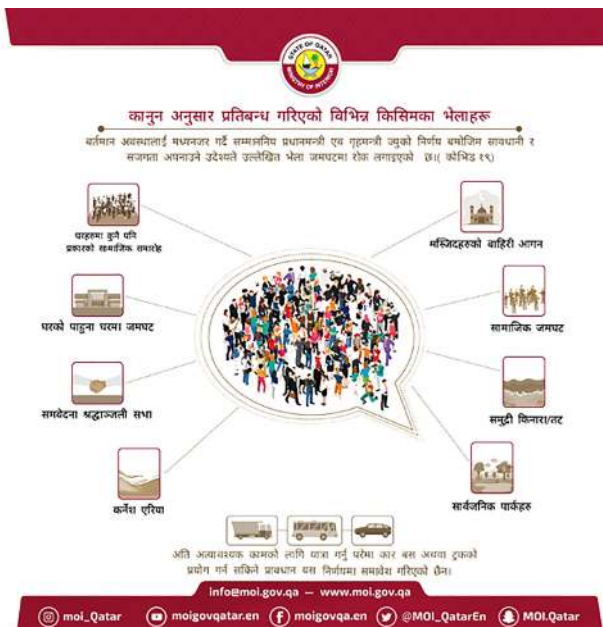 STATE OF QATAR
MINISTRY OF INTERIOR
कानुन अनुसार प्रतिबन्ध गरिएको विभिन्न किसिमका भेलाहरू
बर्तमान अवस्थालाई मध्यनजर गर्दै सम्माननिय प्रधानमन्त्री एवं गृहमन्त्री ज्युको निर्णय बमोजिम सावधानी र
सजगता अपनाउने उदेश्यले उल्लेखित भेला जमघटमा रोक लगाइएको छ।( कोभिड १९)
घरहरुमा कुनै पनि
प्रकारको सामाजिक समारोह
मस्जिदहरुको बाहिरी आगन
घरको पाहुना घरमा जमघट
सामाजिक जमघट
समवेदना श्रद्धाञ्जली सभा
समुद्री किनारा/तट
कर्नेश एरिया
सार्वजनिक पार्कहरु
अति अत्यावश्यक कामको लागि यात्रा गर्नु परेमा कार बस अथवा ट्रकको
प्रयोग गर्न सकिने प्राबधान यस निर्णयमा समावेश गरिएको छैन।
info@moi.gov.qa — www.moi.gov.qa
moi_Qatar moigovqatar.en moigovqa.en @MOI_QatarEn MOI.Qatar